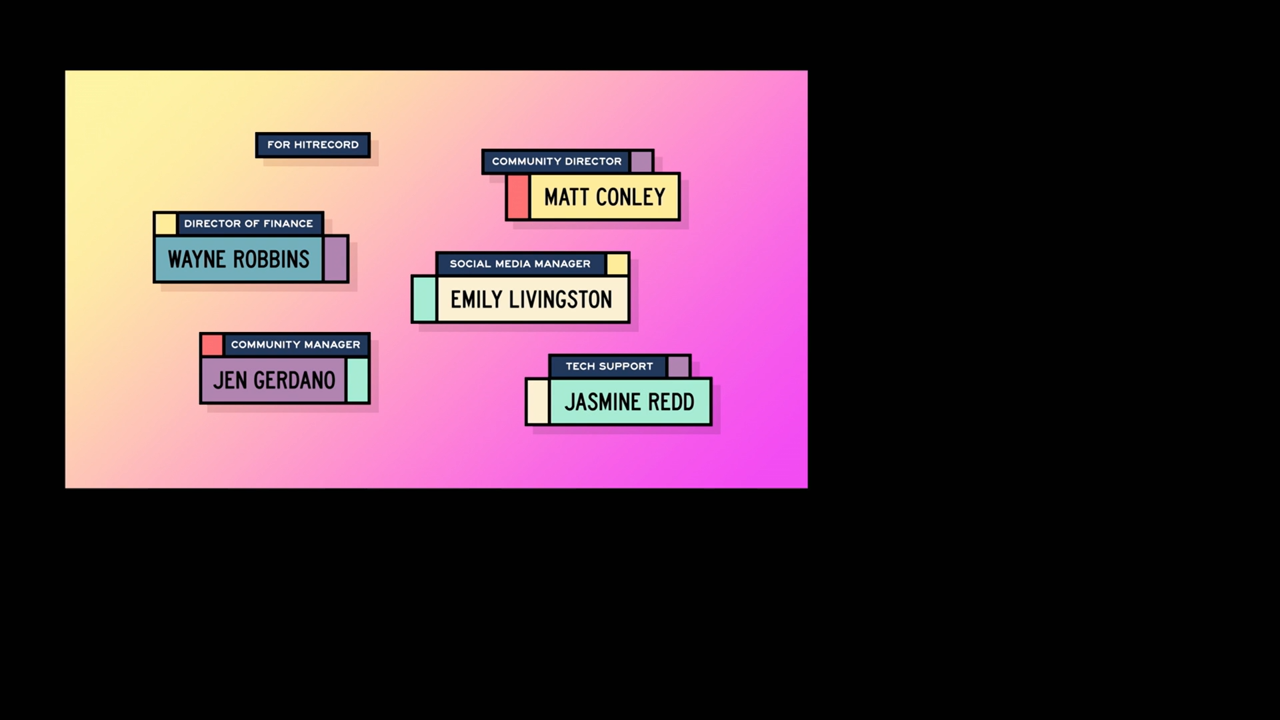 FOR HITRECORD
DIRECTOR OF FINANCE
WAYNE ROBBINS
COMMUNITY MANAGER
JEN GERDANO
COMMUNITY DIRECTOR
MATT CONLEY
SOCIAL MEDIA MANAGER
EMILY LIVINGSTON
TECH SUPPORT
JASMINE REDD